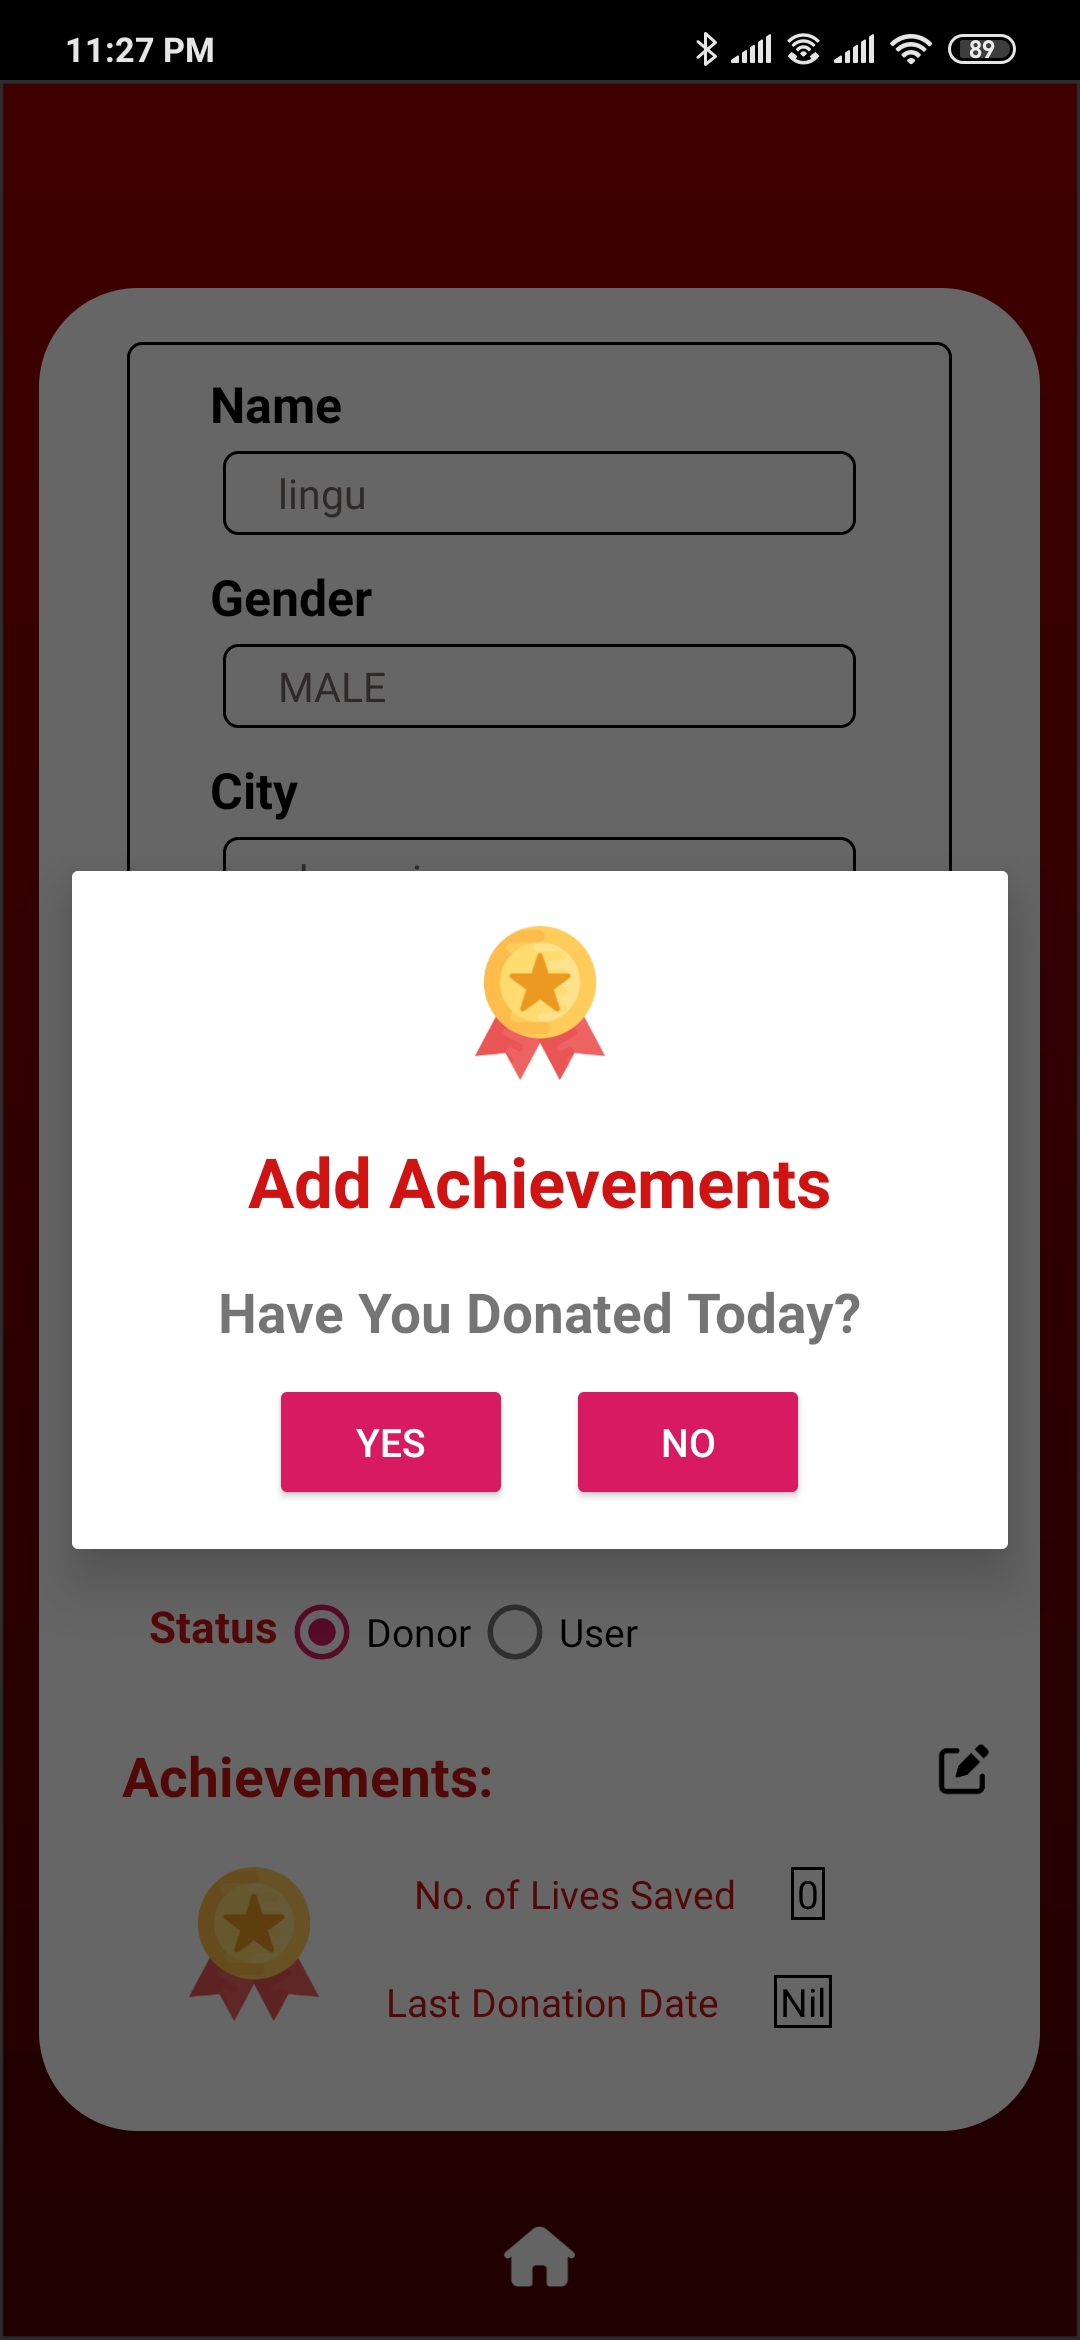 11:27 PM
89
Name
lingu
Gender
MALE
City
Add Achievements
Have You Donated Today?
YES NO
Status Donor User
Achievements:
No. of Lives Saved 0
Last Donation Date Nil